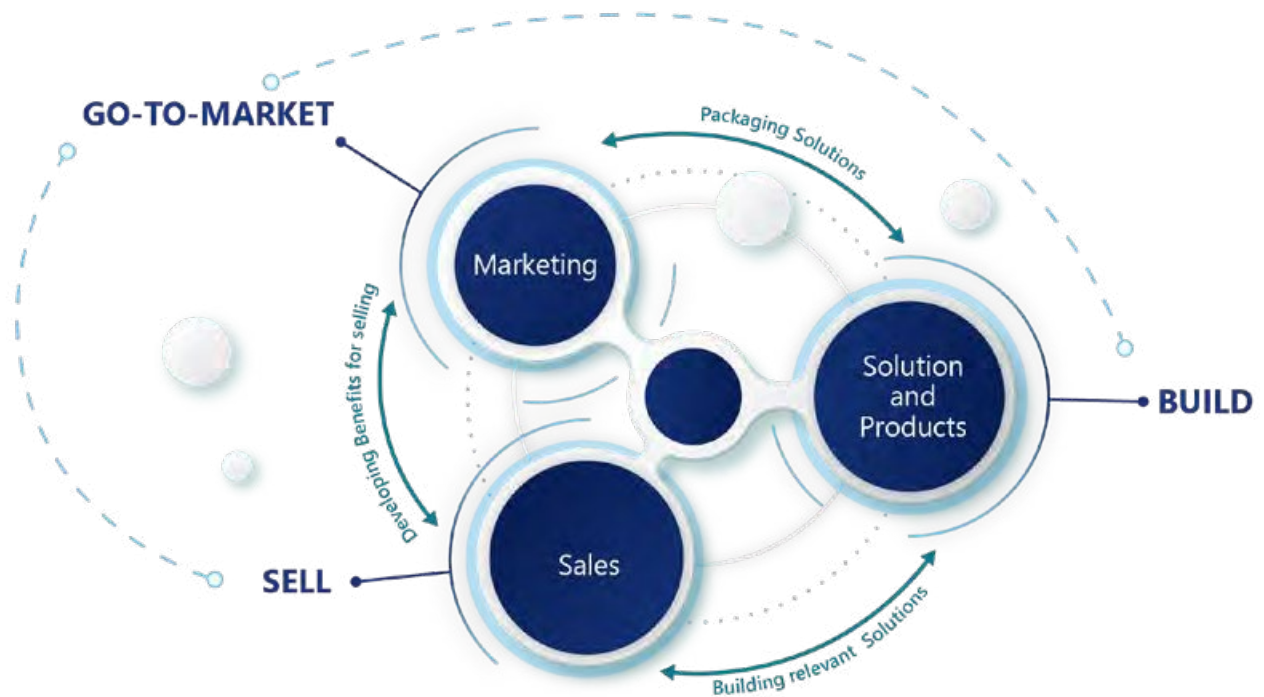 GO-TO-MARKET
Packaging Solutions
Marketing
Developing Benefits for selling
Solution
and
Products
BUILD
Sales
SELL
Building relevant Solutions